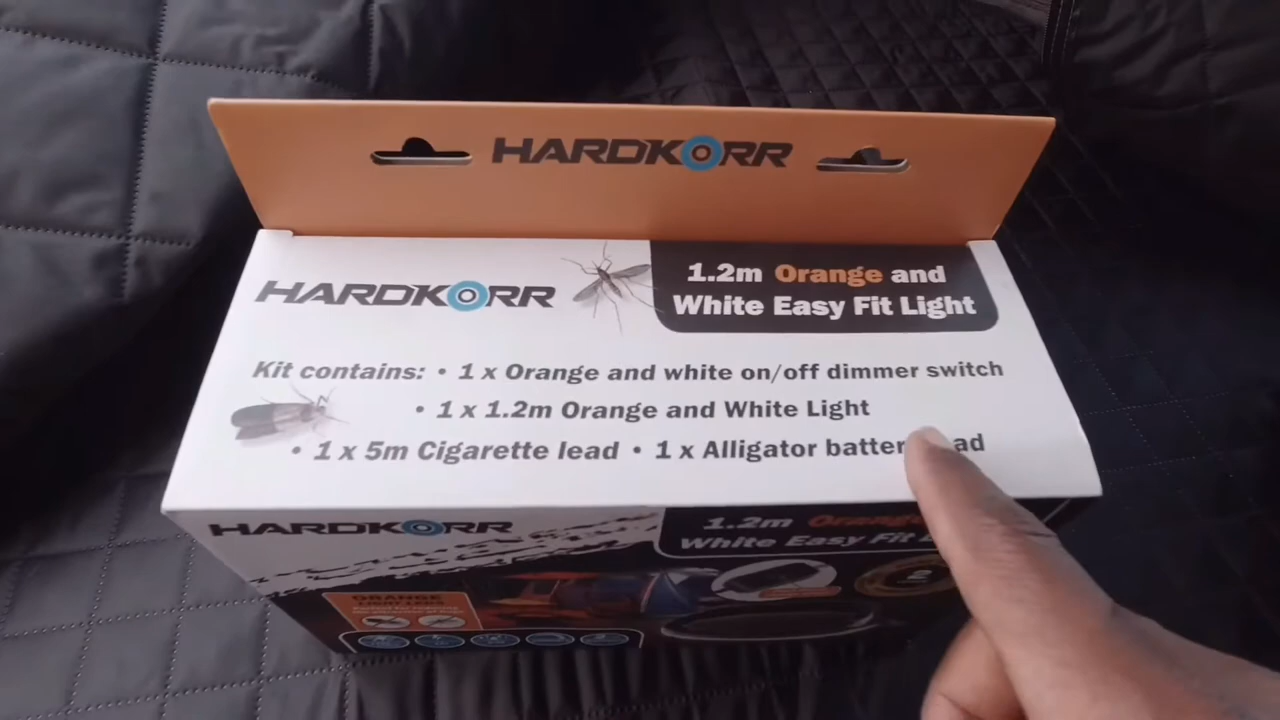 HARDKORR
HARDKORR
1.2m Orange and
White Easy Fit Light
Kit contains: • 1 x Orange and white on/off dimmer switch
• 1 x 1.2m Orange and White Light
• 1 x 5m Cigarette lead • 1 x Alligator
HARDKORR
1.2m Orange
White Easy Fit
ORANGE